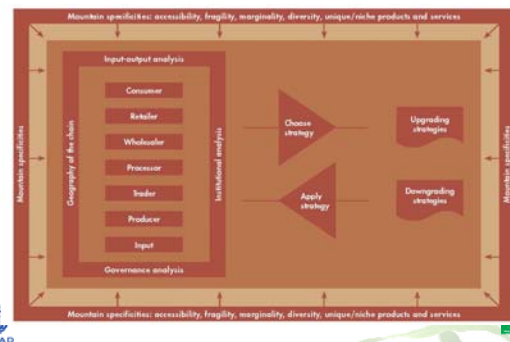 Mountain specificities: accessibility, fragility, marginality, diversity, unique/niche products and services
Mountain specificities
Input-output analysis
Geography of the chain
Consumer
Retailer
Wholesaler
Processor
Trader
Producer
Input
Institutional analysis
Governance analysis
Choose
strategy
Apply
strategy
Upgrading
strategies
Downgrading
strategies
Mountain specificities
Mountain specificities: accessibility, fragility, marginality, diversity, unique/niche products and services